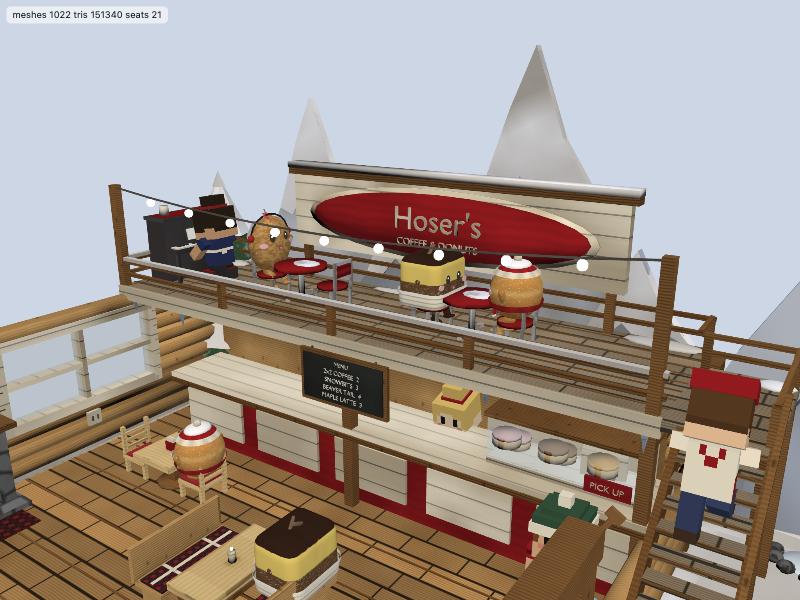 meshes 1022 tris 151340 seats 21
Hoser's
COFFEE & DONUTS
MENU
2X2 COFFEE 2
SNOWBITS 3
BEAVER TAIL 4
MAPLE LATTE 3
PICK UP